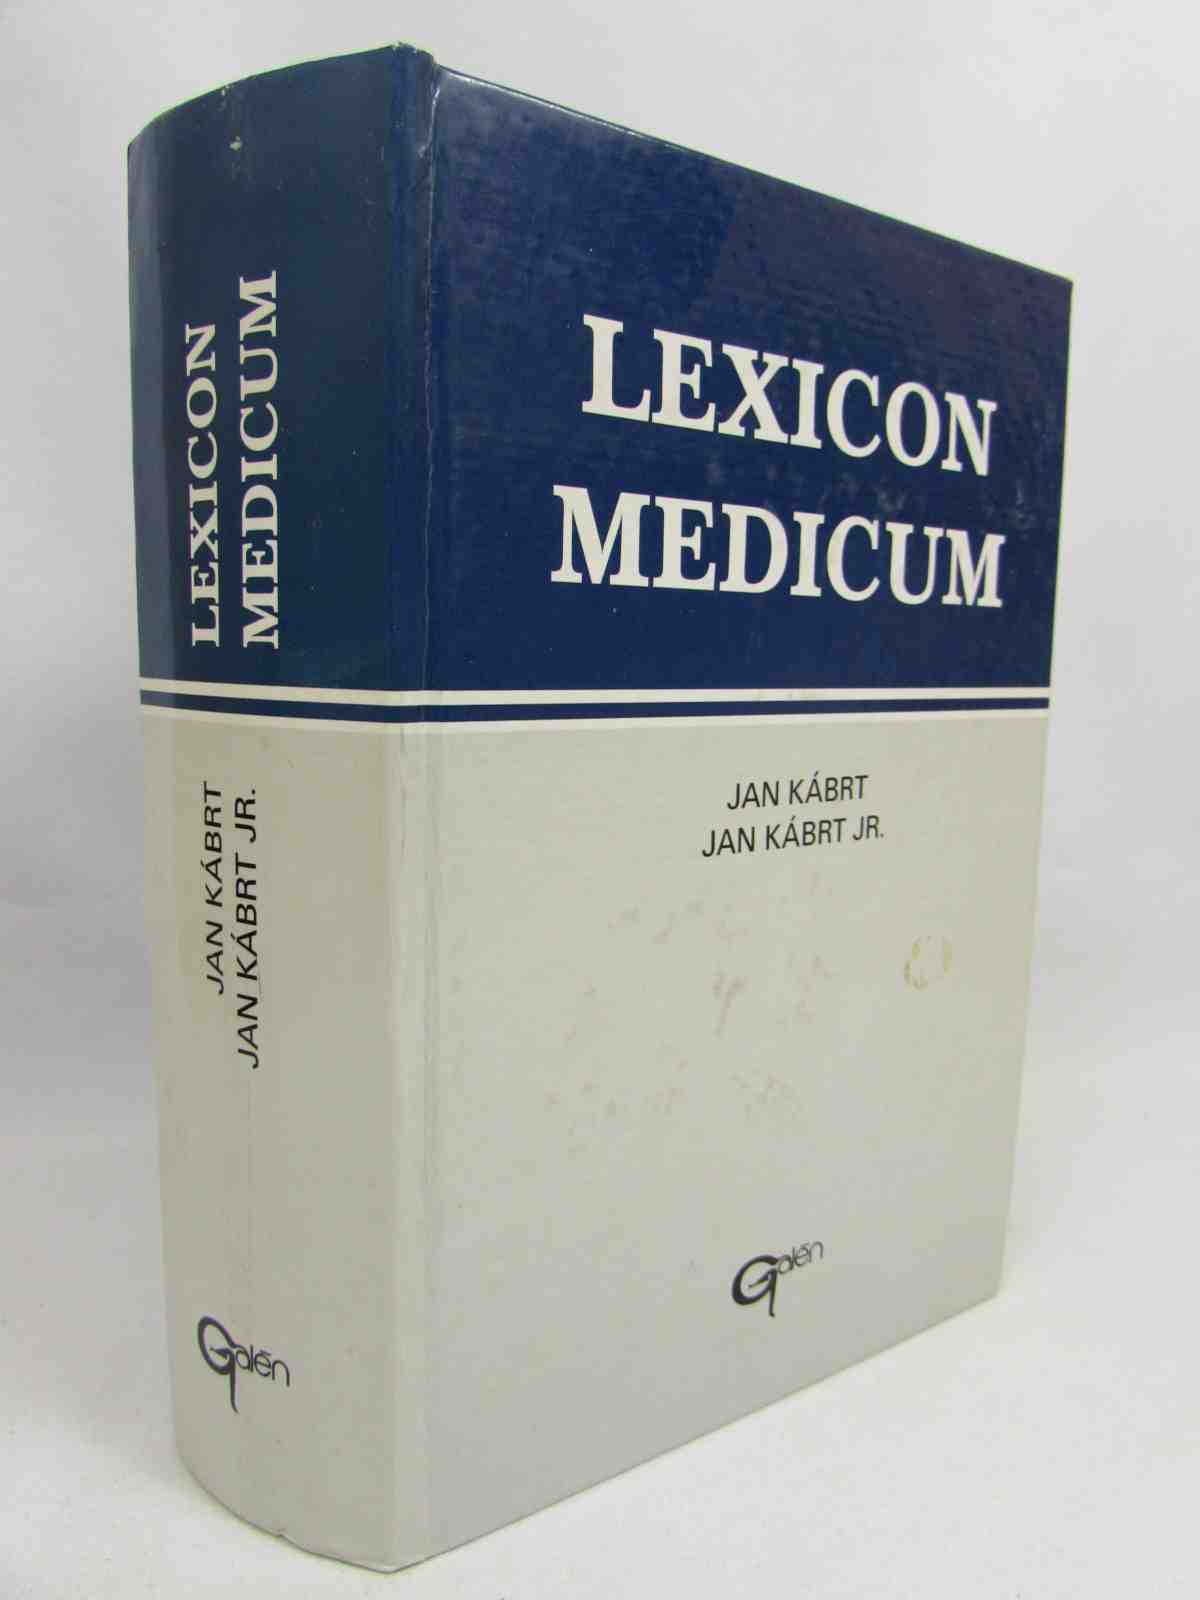 LEXICON
MEDICUM
JAN KÁBRT
JAN KÁBRT JR.
Galén
LEXICON
MEDICUM
JAN KÁBRT
JAN KÁBRT JR.
Galén